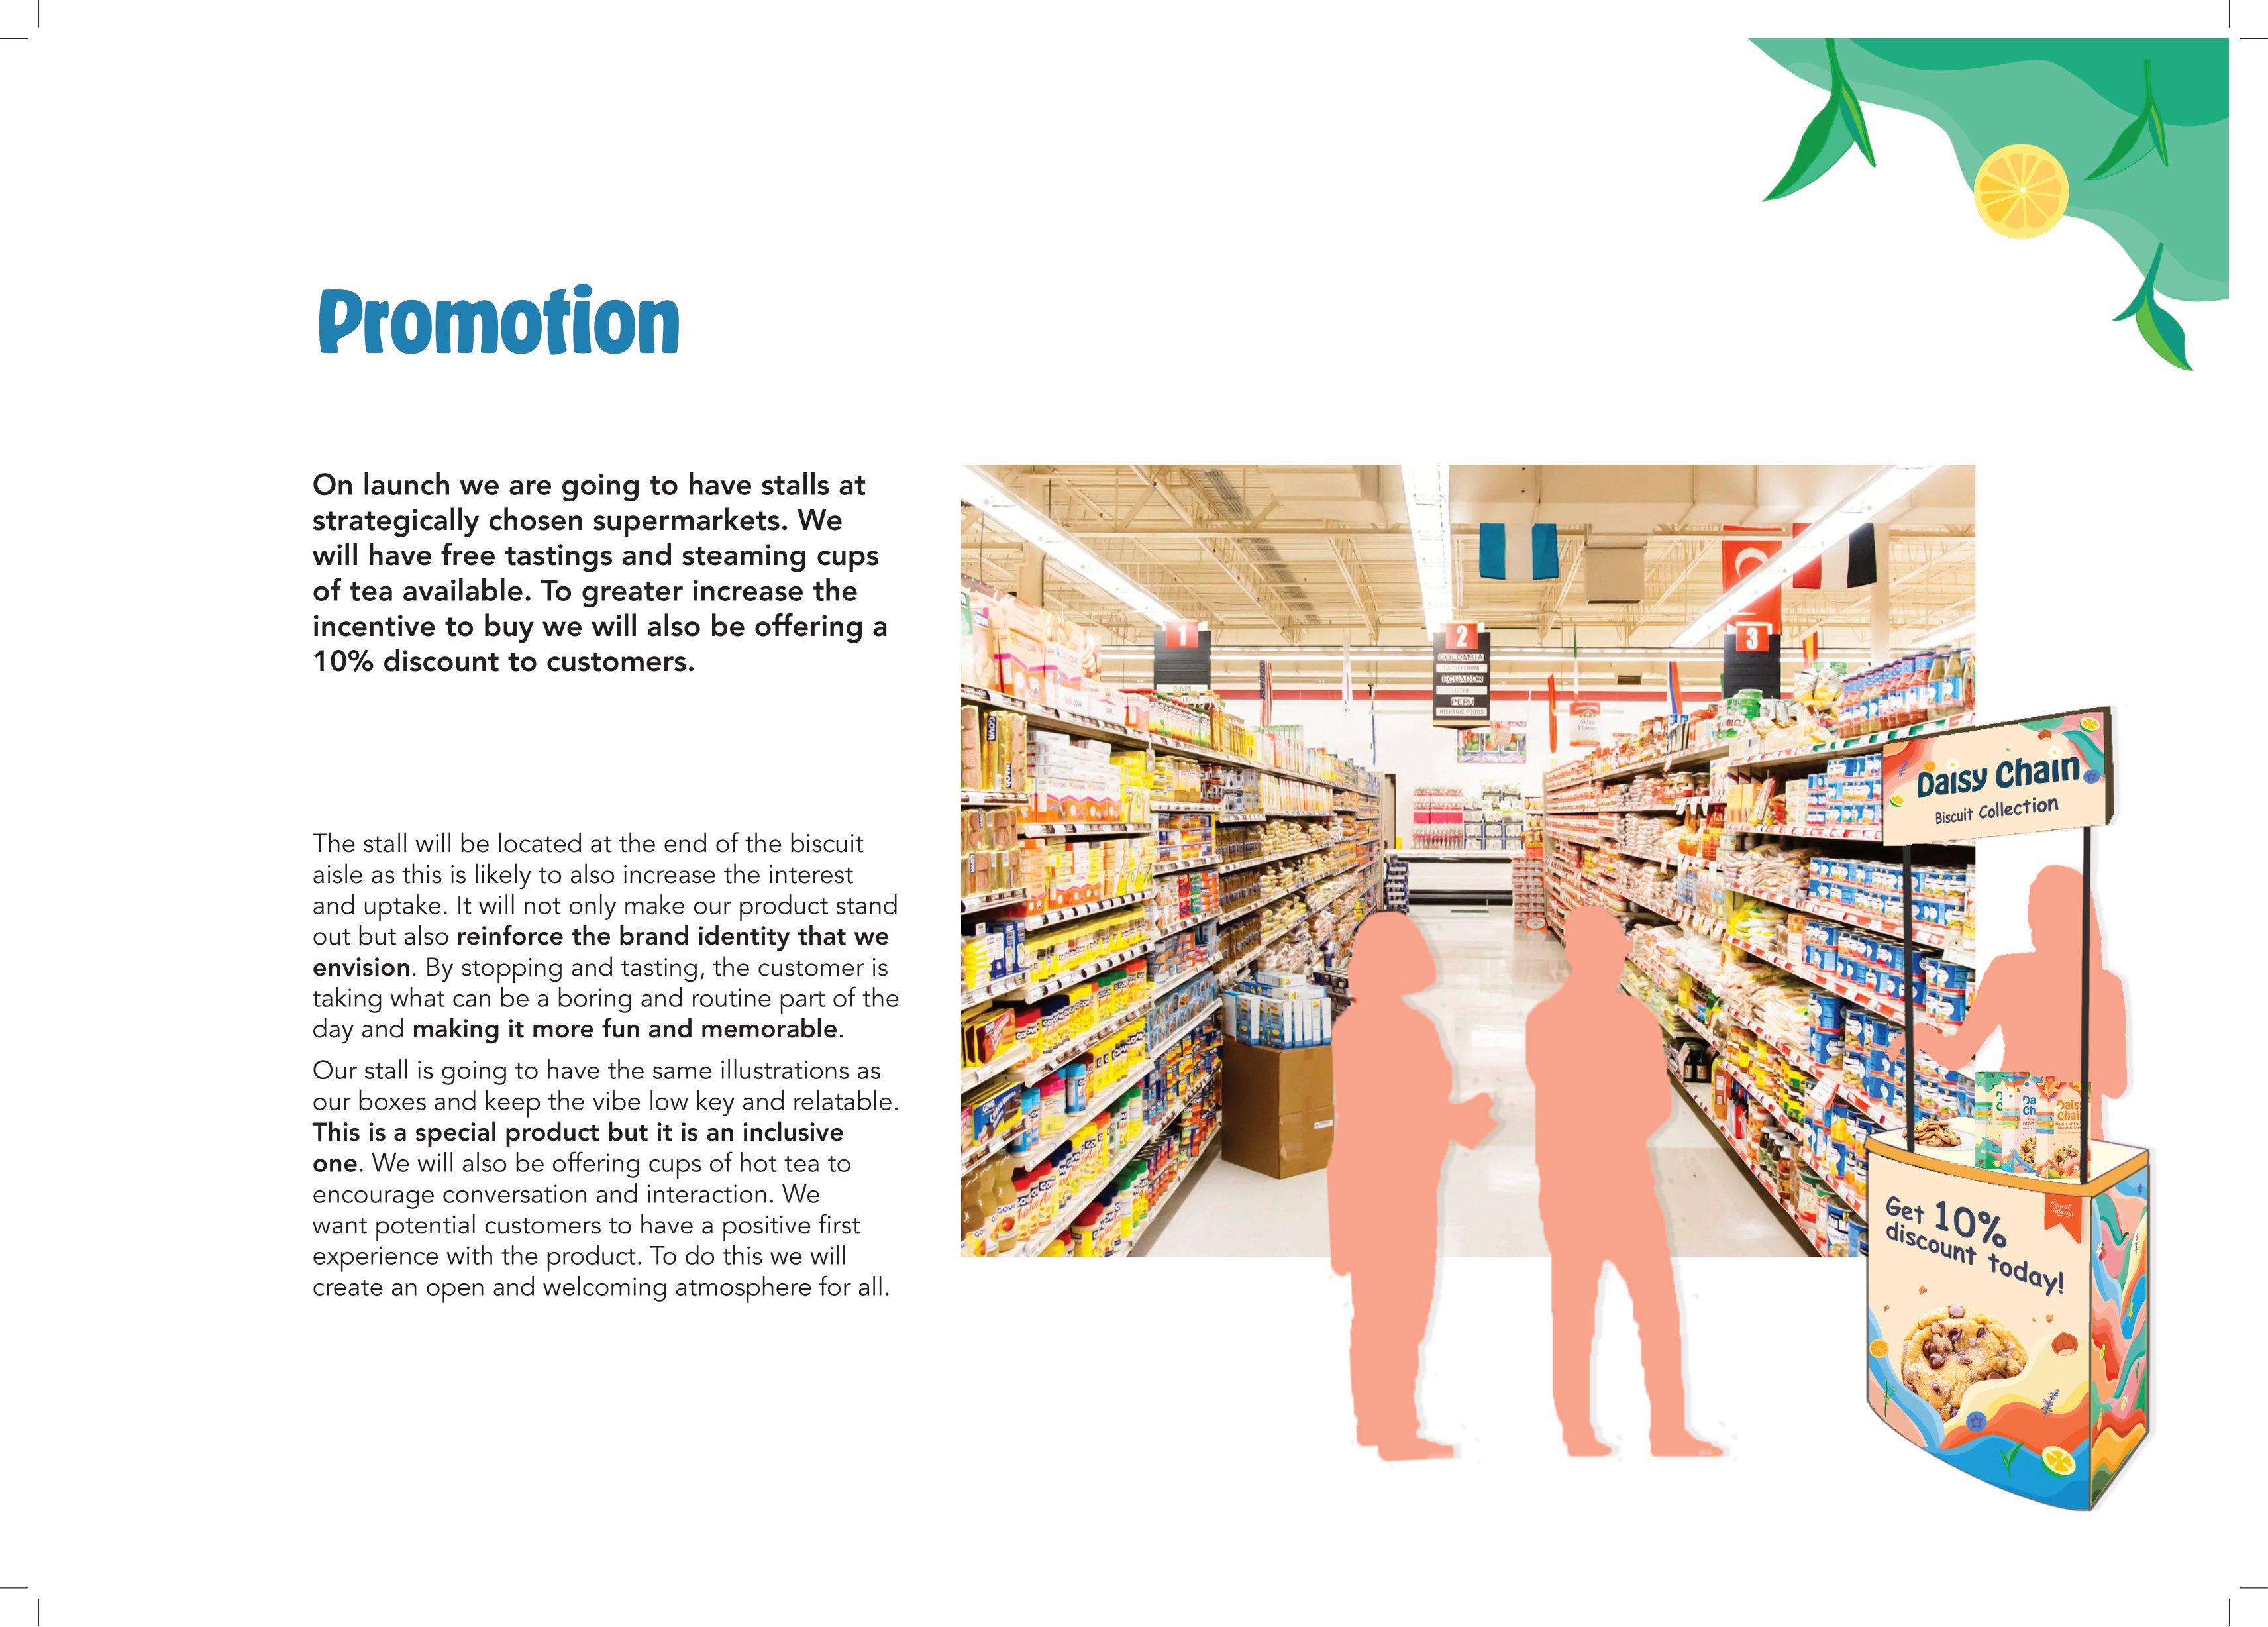 Promotion
On launch we are going to have stalls at
strategically chosen supermarkets. We
will have free tastings and steaming cups
of tea available. To greater increase the
incentive to buy we will also be offering a
10% discount to customers.
The stall will be located at the end of the biscuit
aisle as this is likely to also increase the interest
and uptake. It will not only make our product stand
out but also reinforce the brand identity that we
envision. By stopping and tasting, the customer is
taking what can be a boring and routine part of the
day and making it more fun and memorable.
Our stall is going to have the same illustrations as
our boxes and keep the vibe low key and relatable.
This is a special product but it is an inclusive
one. We will also be offering cups of hot tea to
encourage conversation and interaction. We
want potential customers to have a positive first
experience with the product. To do this we will
create an open and welcoming atmosphere for all.
1
2
3
COLOMBIA
ECUADOR
PERU
HISPANIC FOODS
Daisy Chain
Biscuit Collection
Da
Ch
Dais
Chai
Get 10%
discount today!